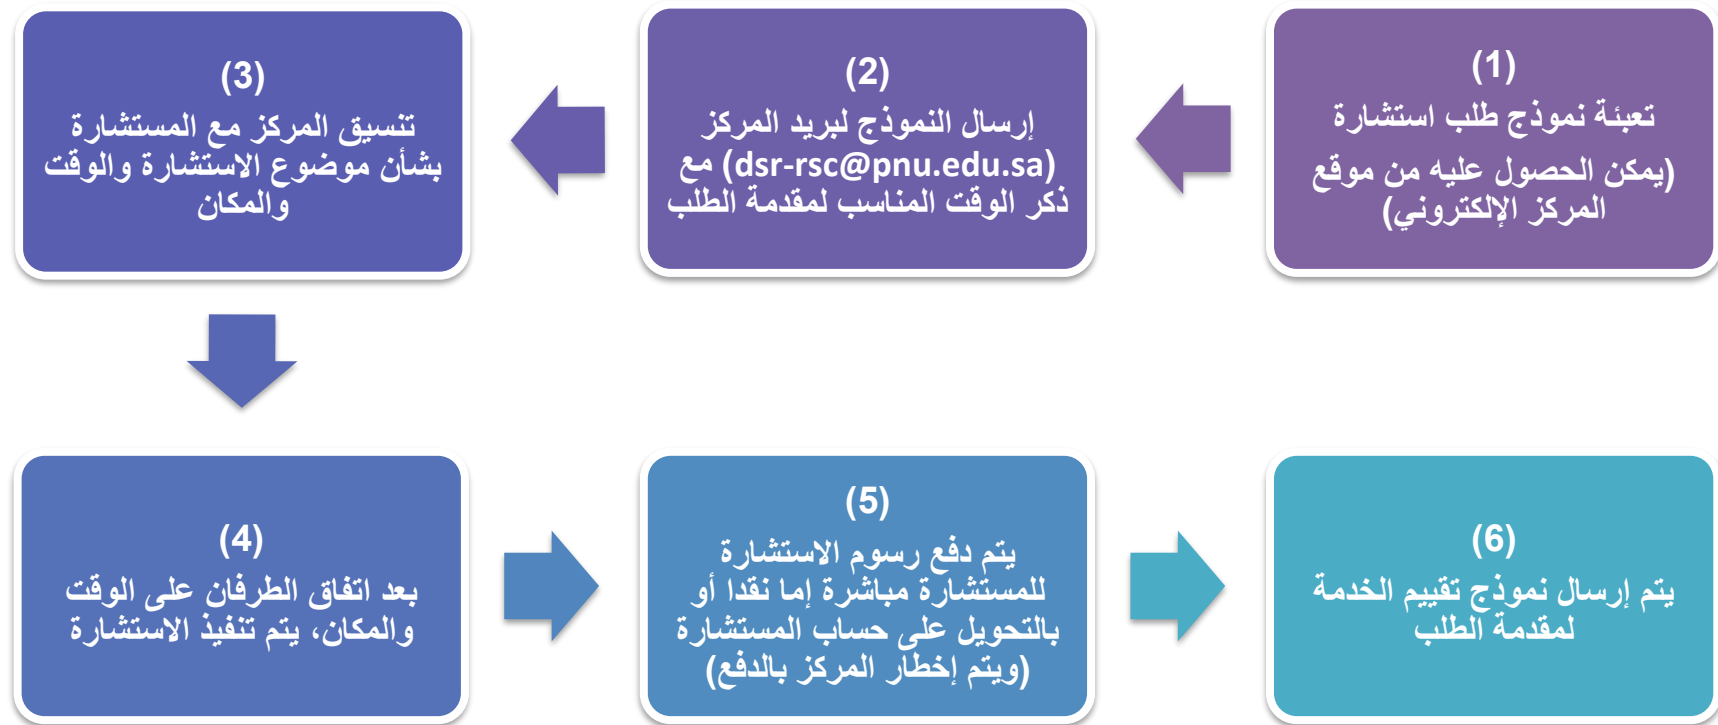 (1)
تعبئة نموذج طلب استشارة
(يمكن الحصول عليه من موقع
المركز الإلكتروني)
(2)
إرسال النموذج لبريد المركز
(dsr-rsc@pnu.edu.sa) مع
ذكر الوقت المناسب لمقدمة الطلب
(3)
تنسيق المركز مع المستشارة
بشأن موضوع الاستشارة والوقت
والمكان
(4)
بعد اتفاق الطرفان على الوقت
والمكان، يتم تنفيذ الاستشارة
(5)
يتم دفع رسوم الاستشارة
للمستشارة مباشرة إما نقدا أو
بالتحويل على حساب المستشارة
(ويتم إخطار المركز بالدفع)
(6)
يتم إرسال نموذج تقييم الخدمة
لمقدمة الطلب